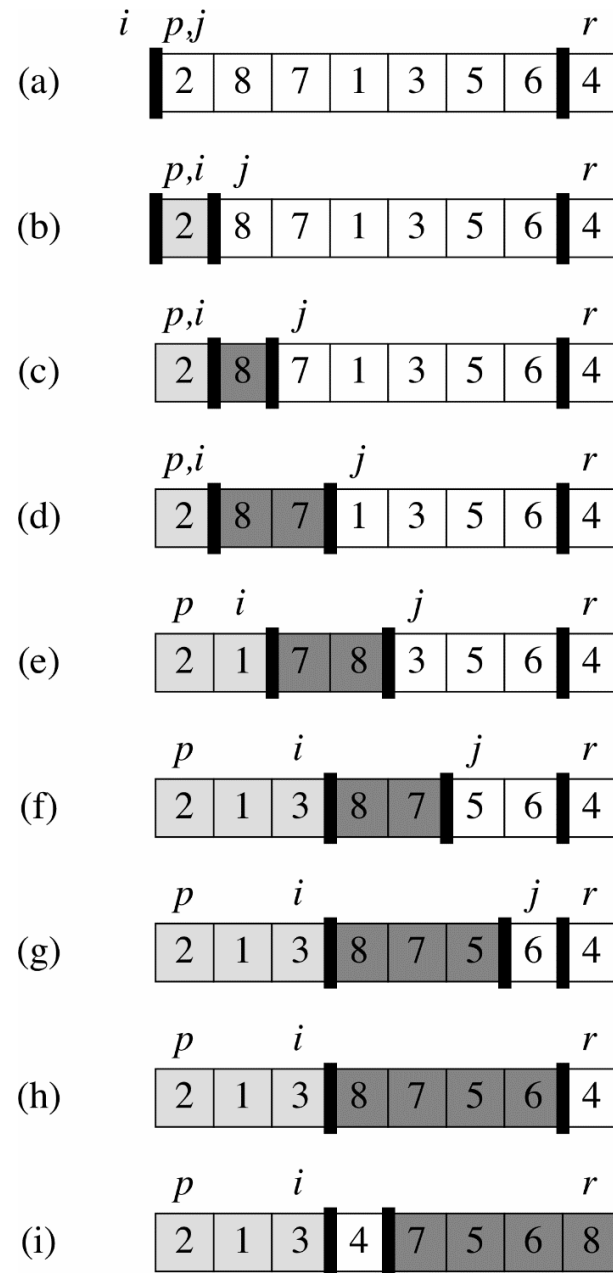 i p,j r
(a) 2 8 7 1 3 5 6 4
p,i j r
(b) 2 8 7 1 3 5 6 4
p,i j r
(c) 2 8 7 1 3 5 6 4
p,i j r
(d) 2 8 7 1 3 5 6 4
p i j r
(e) 2 1 7 8 3 5 6 4
p i j r
(f) 2 1 3 8 7 5 6 4
p i j r
(g) 2 1 3 8 7 5 6 4
p i r
(h) 2 1 3 8 7 5 6 4
p i r
(i) 2 1 3 4 7 5 6 8